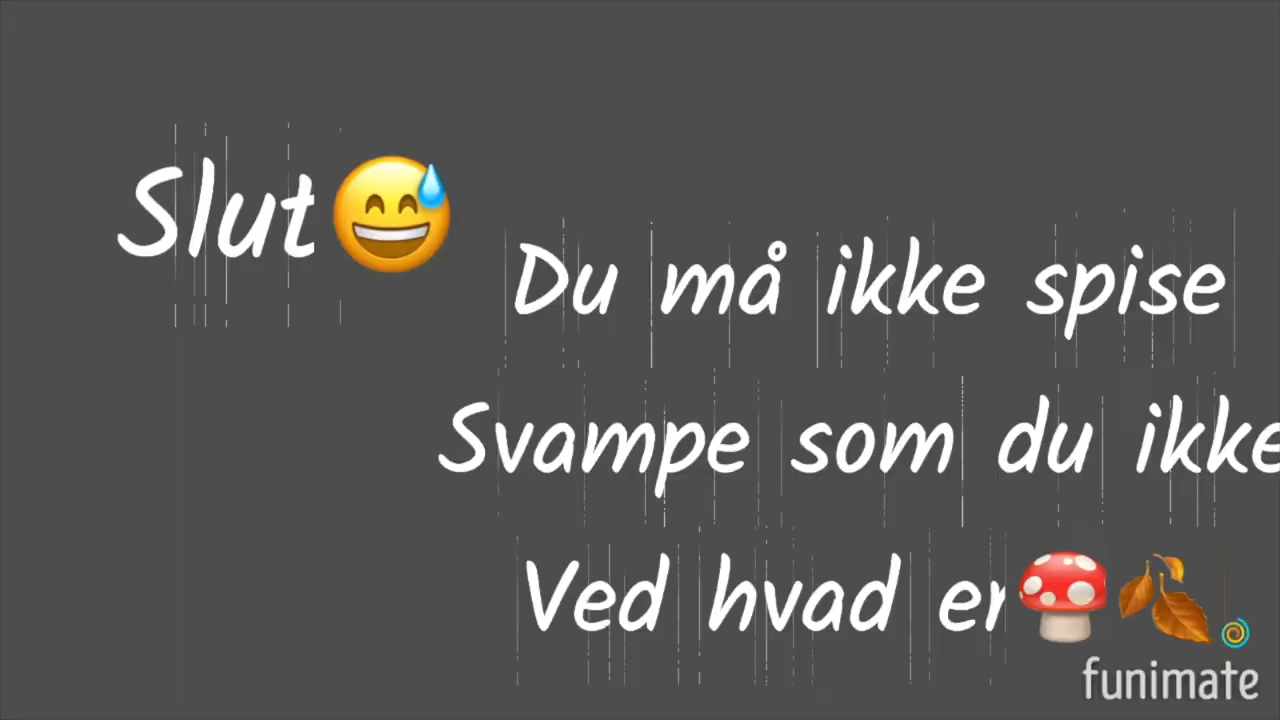 Slut😅
Du må ikke spise
Svampe som du ikke
Ved hvad er🍄🍂
funimate